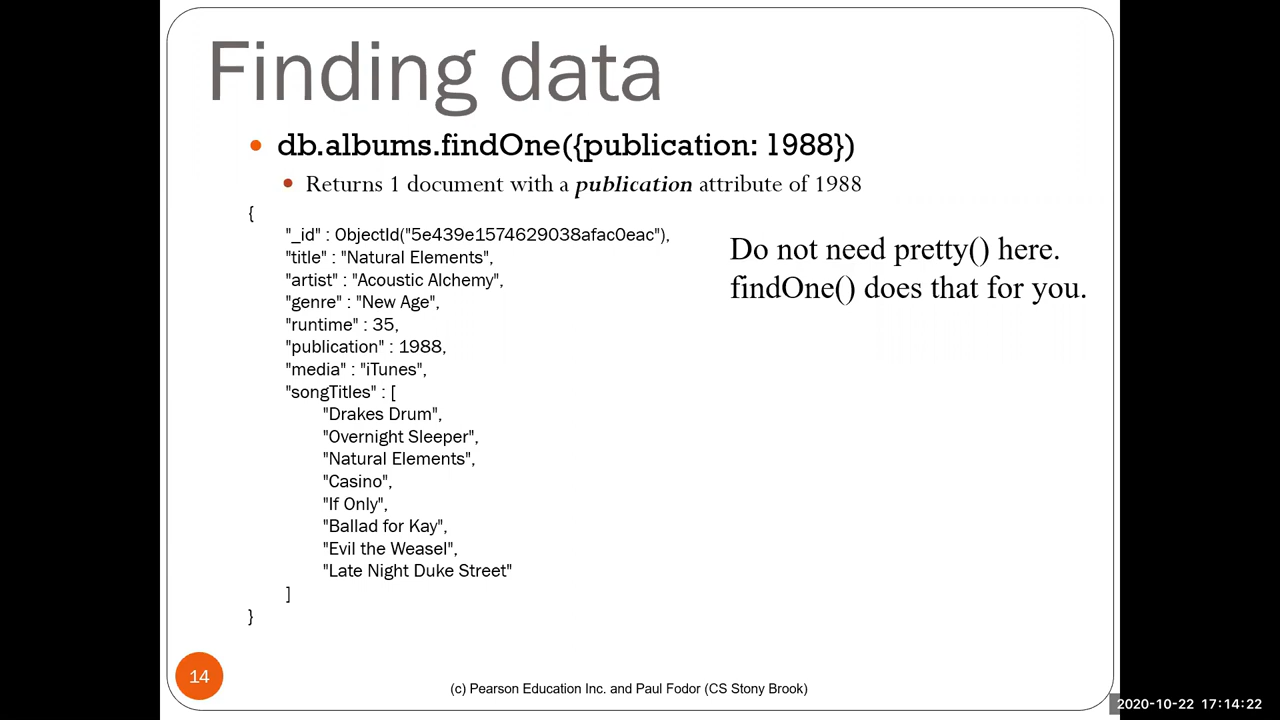 Finding data
• db.albums.findOne({publication: 1988})
• Returns 1 document with a publication attribute of 1988
{
"_id" : ObjectId("5e439e1574629038afac0eac"),
"title" : "Natural Elements",
"artist" : "Acoustic Alchemy",
"genre" : "New Age",
"runtime" : 35,
"publication" : 1988,
"media" : "iTunes",
"songTitles" : [
"Drakes Drum",
"Overnight Sleeper",
"Natural Elements",
"Casino",
"If Only",
"Ballad for Kay",
"Evil the Weasel",
"Late Night Duke Street"
]
}
Do not need pretty() here.
findOne() does that for you.
14
(c) Pearson Education Inc. and Paul Fodor (CS Stony Brook)
2020-10-22 17:14:22